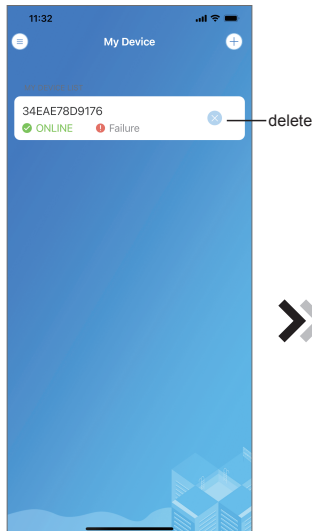 11:32
My Device
34EAE78D9176
ONLINE Failure
delete